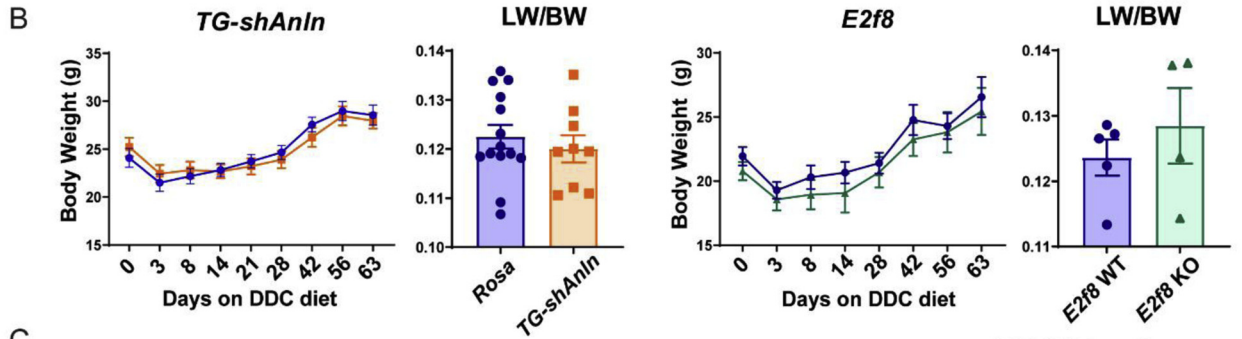 B
TG-shAnln
LW/BW
E2f8
LW/BW
Body Weight (g)
35
30
25
20
15
0 3 8 14 21 28 42 56 63
Days on DDC diet
0.14
0.13
0.12
0.11
0.10
Rosa
TG-shAnln
Body Weight (g)
30
25
20
15
0 3 8 14 28 42 56 63
Days on DDC diet
0.14
0.13
0.12
0.11
E2f8 WT
E2f8 KO